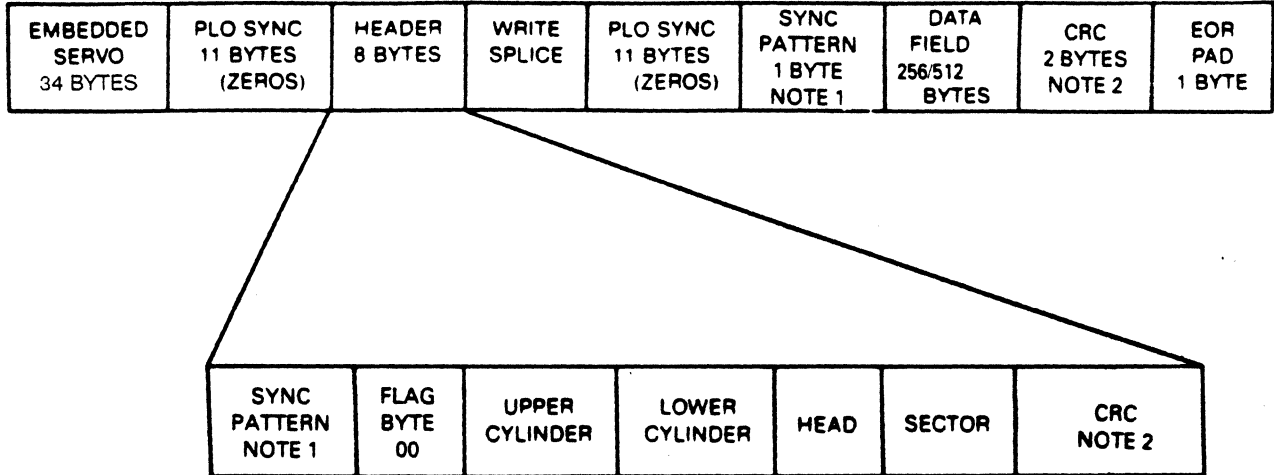 EMBEDDED
SERVO
34 BYTES
PLO SYNC
11 BYTES
(ZEROS)
HEADER
8 BYTES
WRITE
SPLICE
PLO SYNC
11 BYTES
(ZEROS)
SYNC
PATTERN
1 BYTE
NOTE 1
DATA
FIELD
256/512
BYTES
CRC
2 BYTES
NOTE 2
EOR
PAD
1 BYTE
SYNC
PATTERN
NOTE 1
FLAG
BYTE
00
UPPER
CYLINDER
LOWER
CYLINDER
HEAD
SECTOR
CRC
NOTE 2